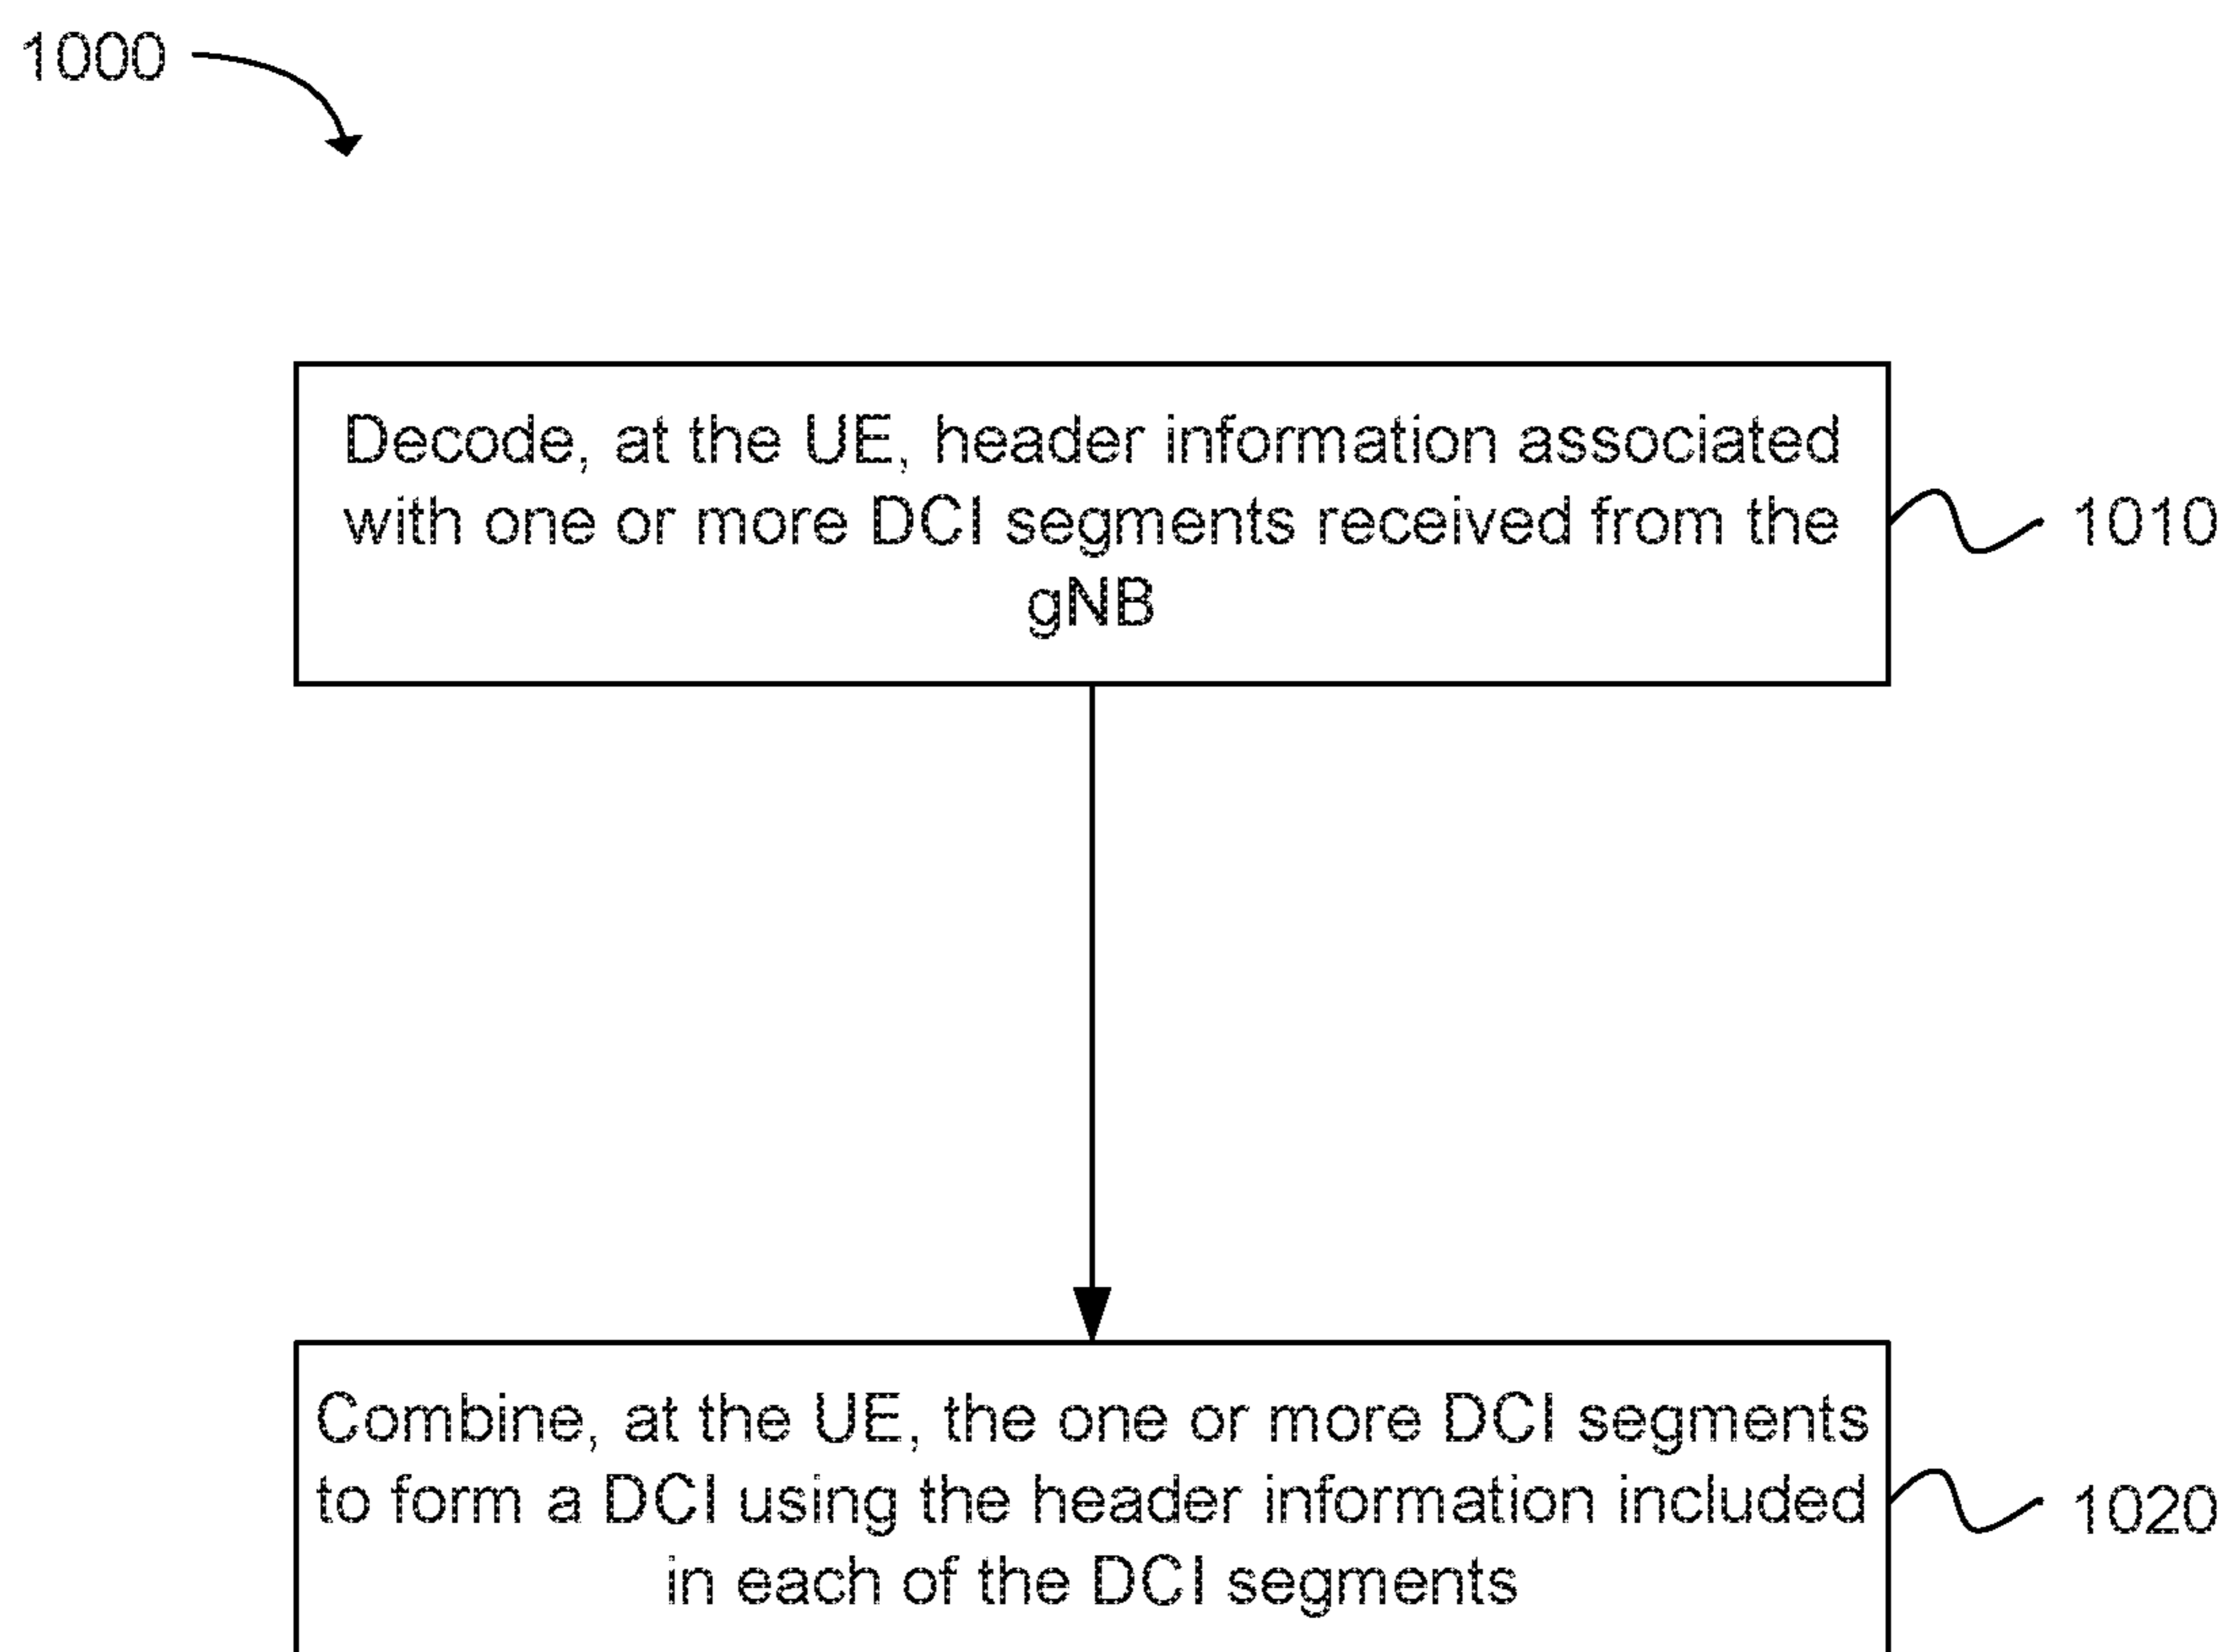 1000
Decode, at the UE, header information associated
with one or more DCI segments received from the
gNB
1010
Combine, at the UE, the one or more DCI segments
to form a DCI using the header information included
in each of the DCI segments
1020